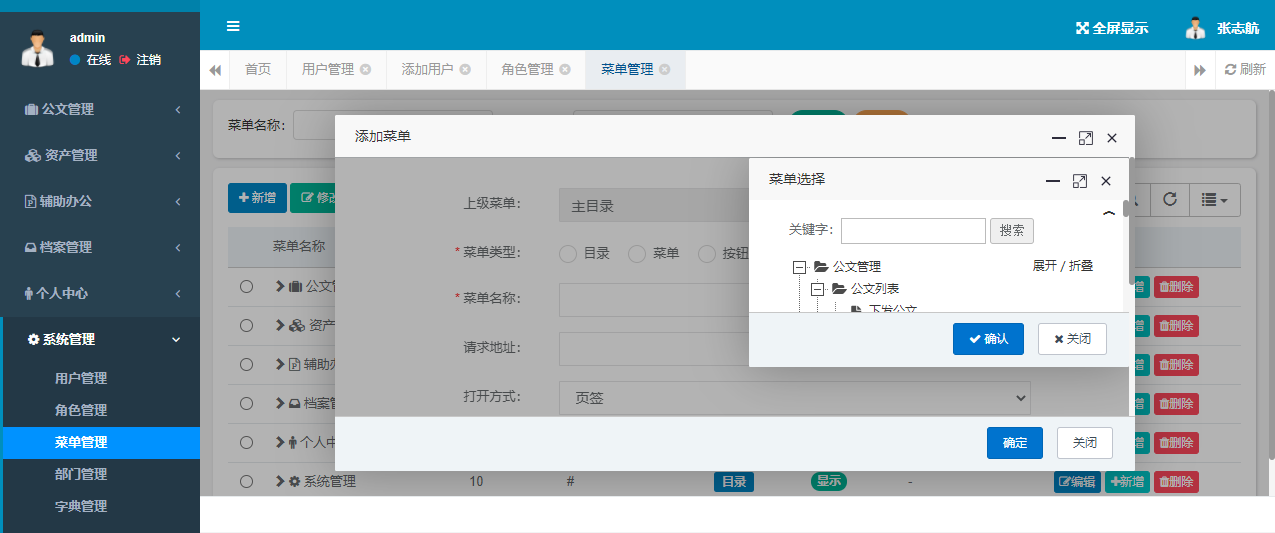 admin
在线 注销
全屏显示 张志航
首页 用户管理 添加用户 角色管理 菜单管理 刷新
公文管理
资产管理
辅助办公
档案管理
个人中心
系统管理
用户管理
角色管理
菜单管理
部门管理
字典管理
菜单名称：
新增 修改
菜单名称
公文
资产
辅助办
档案管
个人中
系统管理 10 # 目录 显示 - 编辑 新增 删除
添加菜单
上级菜单： 主目录
* 菜单类型： 目录 菜单 按钮
* 菜单名称：
请求地址：
打开方式： 页签
确定 关闭
菜单选择
关键字： 搜索
公文管理 展开 / 折叠
公文列表
下发公文
确认 关闭
增 删除
增 删除
增 删除
增 删除
增 删除